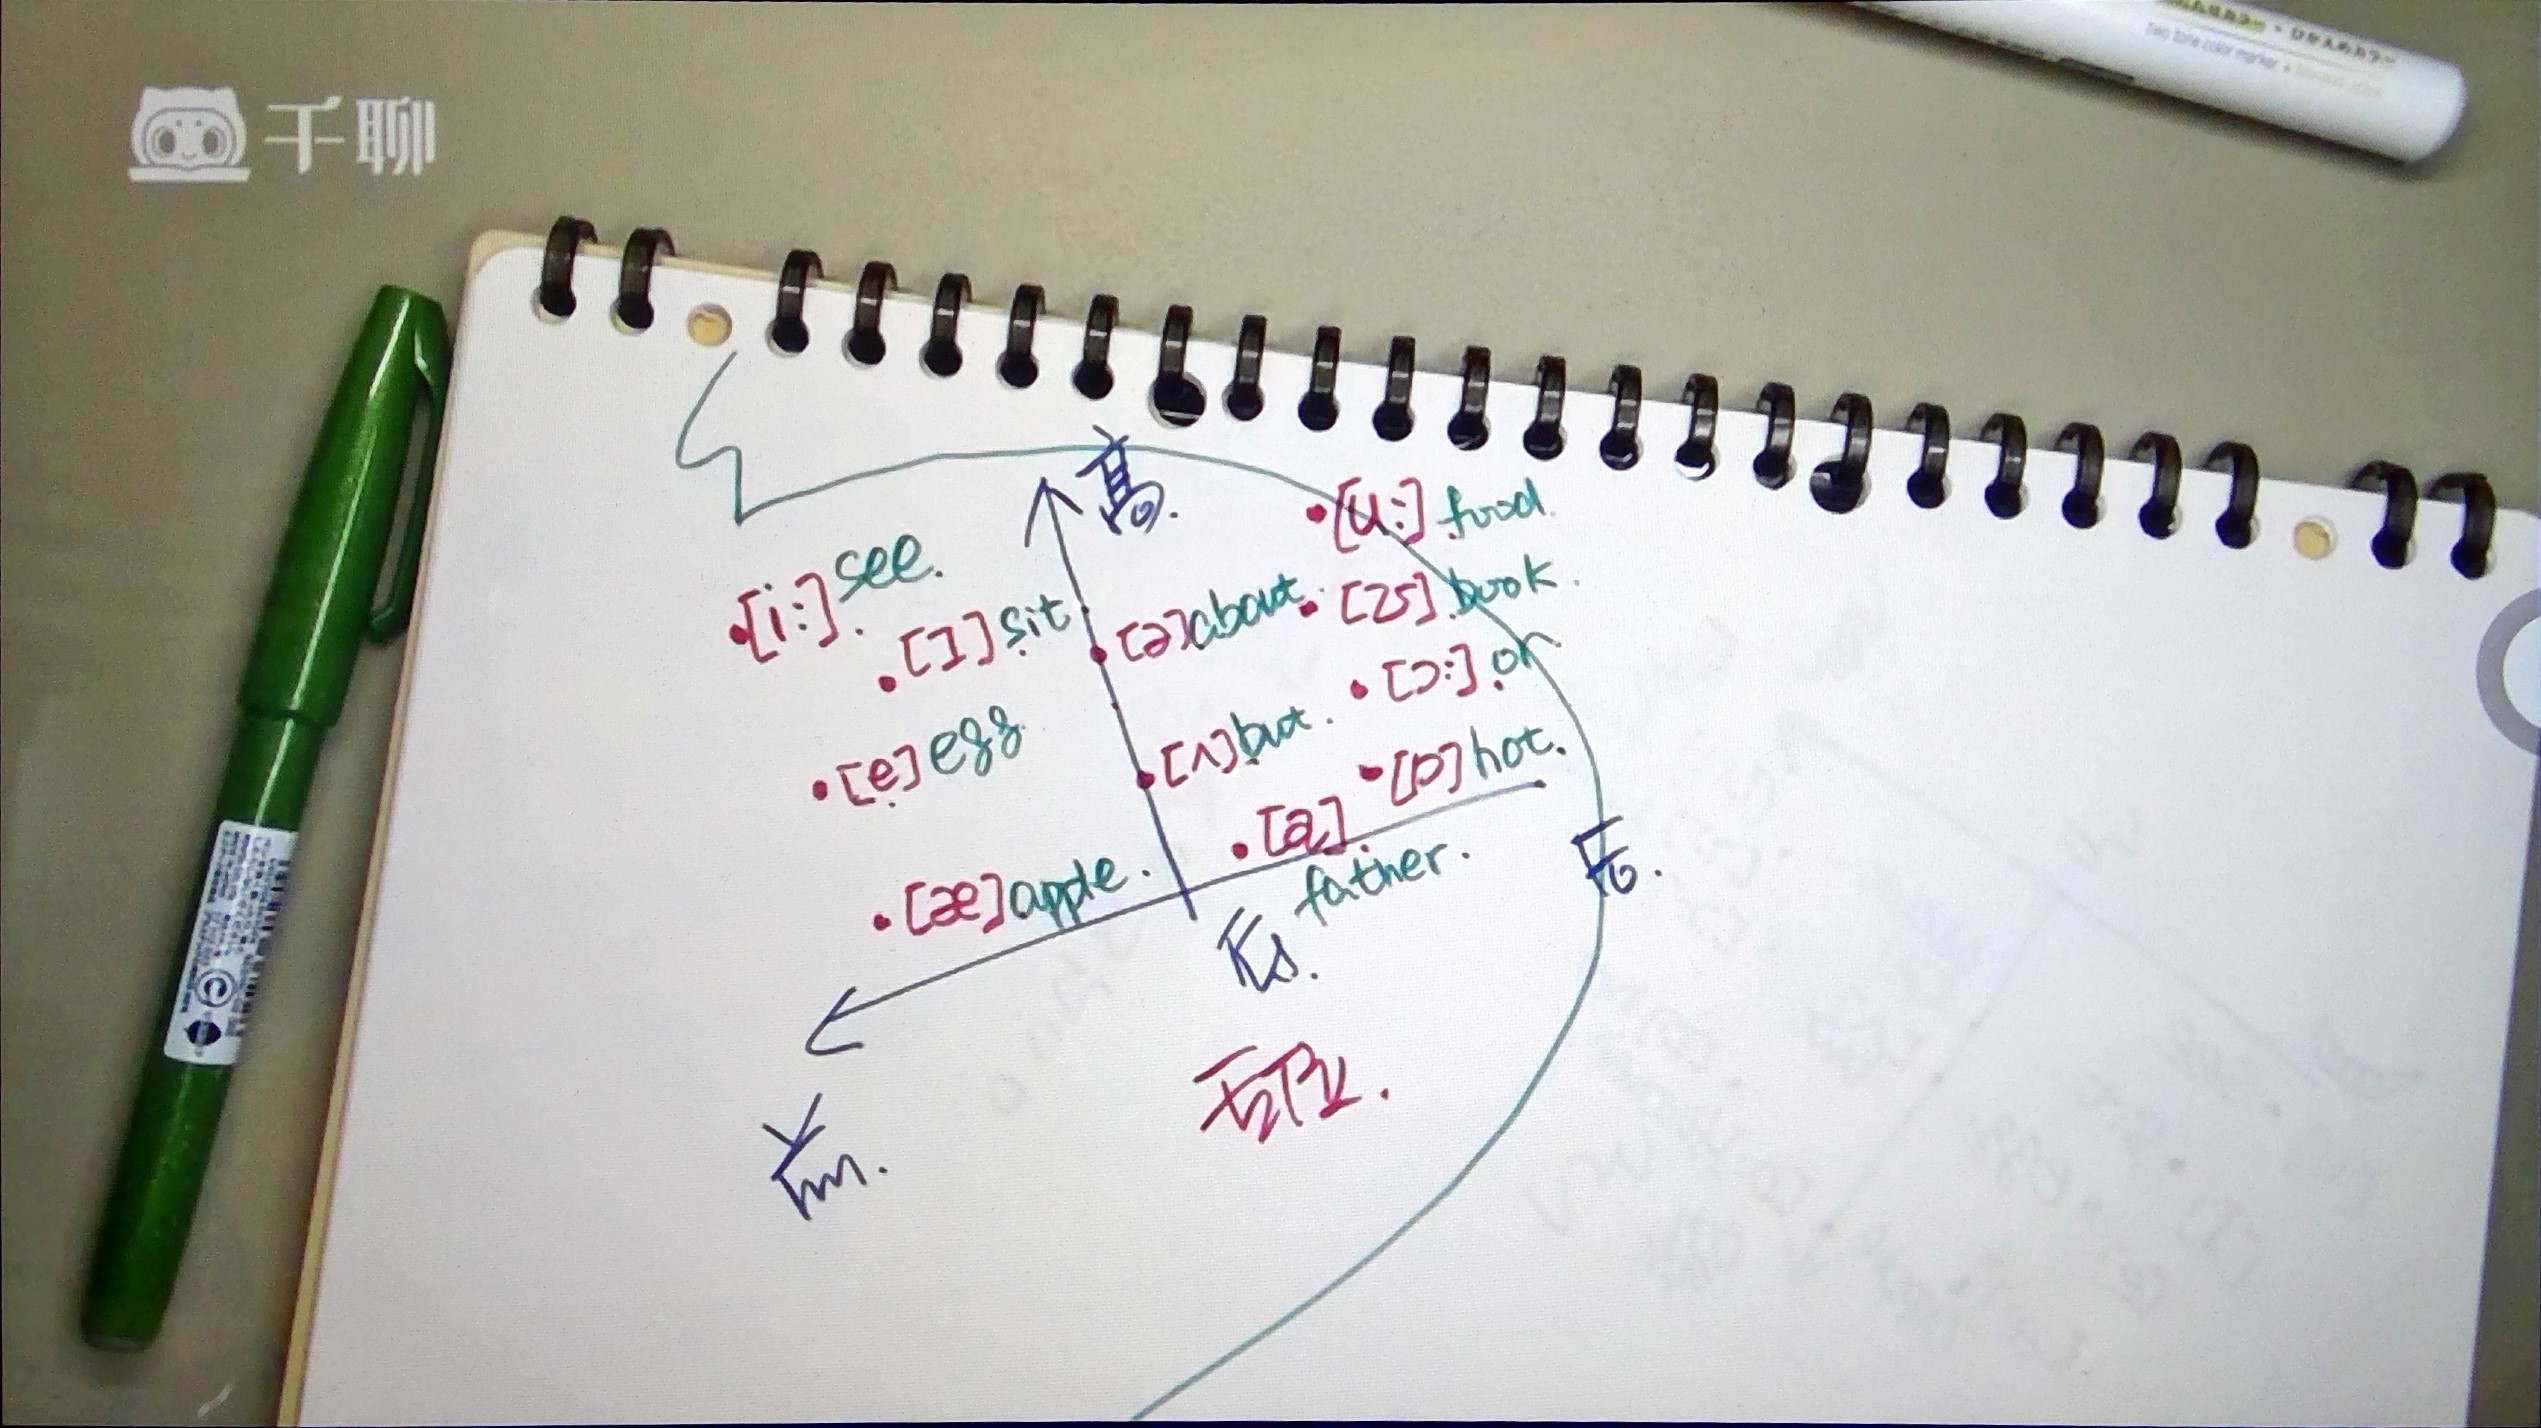 千聊
Two tone color marker
高.
[u:] food.
[i:] see.
[ʊ] book.
[ɪ] sit
[ə] about.
[ɔ:] or
[e] egg
[ʌ] but.
[ɒ] hot.
[a].
father.
后.
[æ] apple.
低.
前.
舌位.